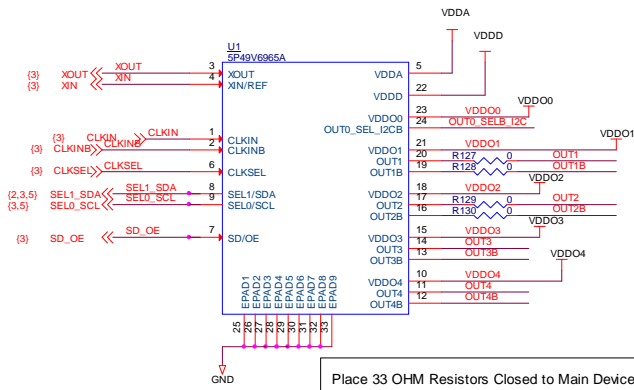 VDDA
VDDD
U1
5P49V6965A
{3} XOUT XOUT 3 XOUT
{3} XIN XIN 4 XIN/REF
VDDA 5
VDDD 22
VDDO0 23 VDDO0
OUT0_SEL_I2CB 24 OUT0_SELB_I2C
{3} CLKIN CLKIN 1 CLKIN
{3} CLKINB CLKINB 2 CLKINB
VDDO1 21 VDDO1 VDDO1
OUT1 20 R127 0 OUT1
OUT1B 19 R128 0 OUT1B
{3} CLKSEL CLKSEL 6 CLKSEL
{2,3,5} SEL1_SDA SEL1_SDA 8 SEL1/SDA
{3,5} SEL0_SCL SEL0_SCL 9 SEL0/SCL
VDDO2 18 VDDO2 VDDO2
OUT2 17 R129 0 OUT2
OUT2B 16 R130 0 OUT2B
{3} SD_OE SD_OE 7 SD/OE
VDDO3 15 VDDO3 VDDO3
OUT3 14 OUT3
OUT3B 13 OUT3B
VDDO4 10 VDDO4 VDDO4
OUT4 11 OUT4
OUT4B 12 OUT4B
EPAD1 EPAD2 EPAD3 EPAD4 EPAD5 EPAD6 EPAD7 EPAD8 EPAD9
25 26 27 28 29 30 31 32 33
GND
Place 33 OHM Resistors Closed to Main Device